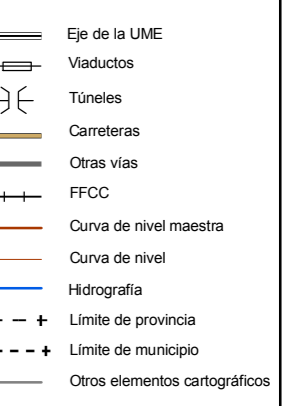 Eje de la UME
Viaductos
Túneles
Carreteras
Otras vías
FFCC
Curva de nivel maestra
Curva de nivel
Hidrografía
Límite de provincia
Límite de municipio
Otros elementos cartográficos